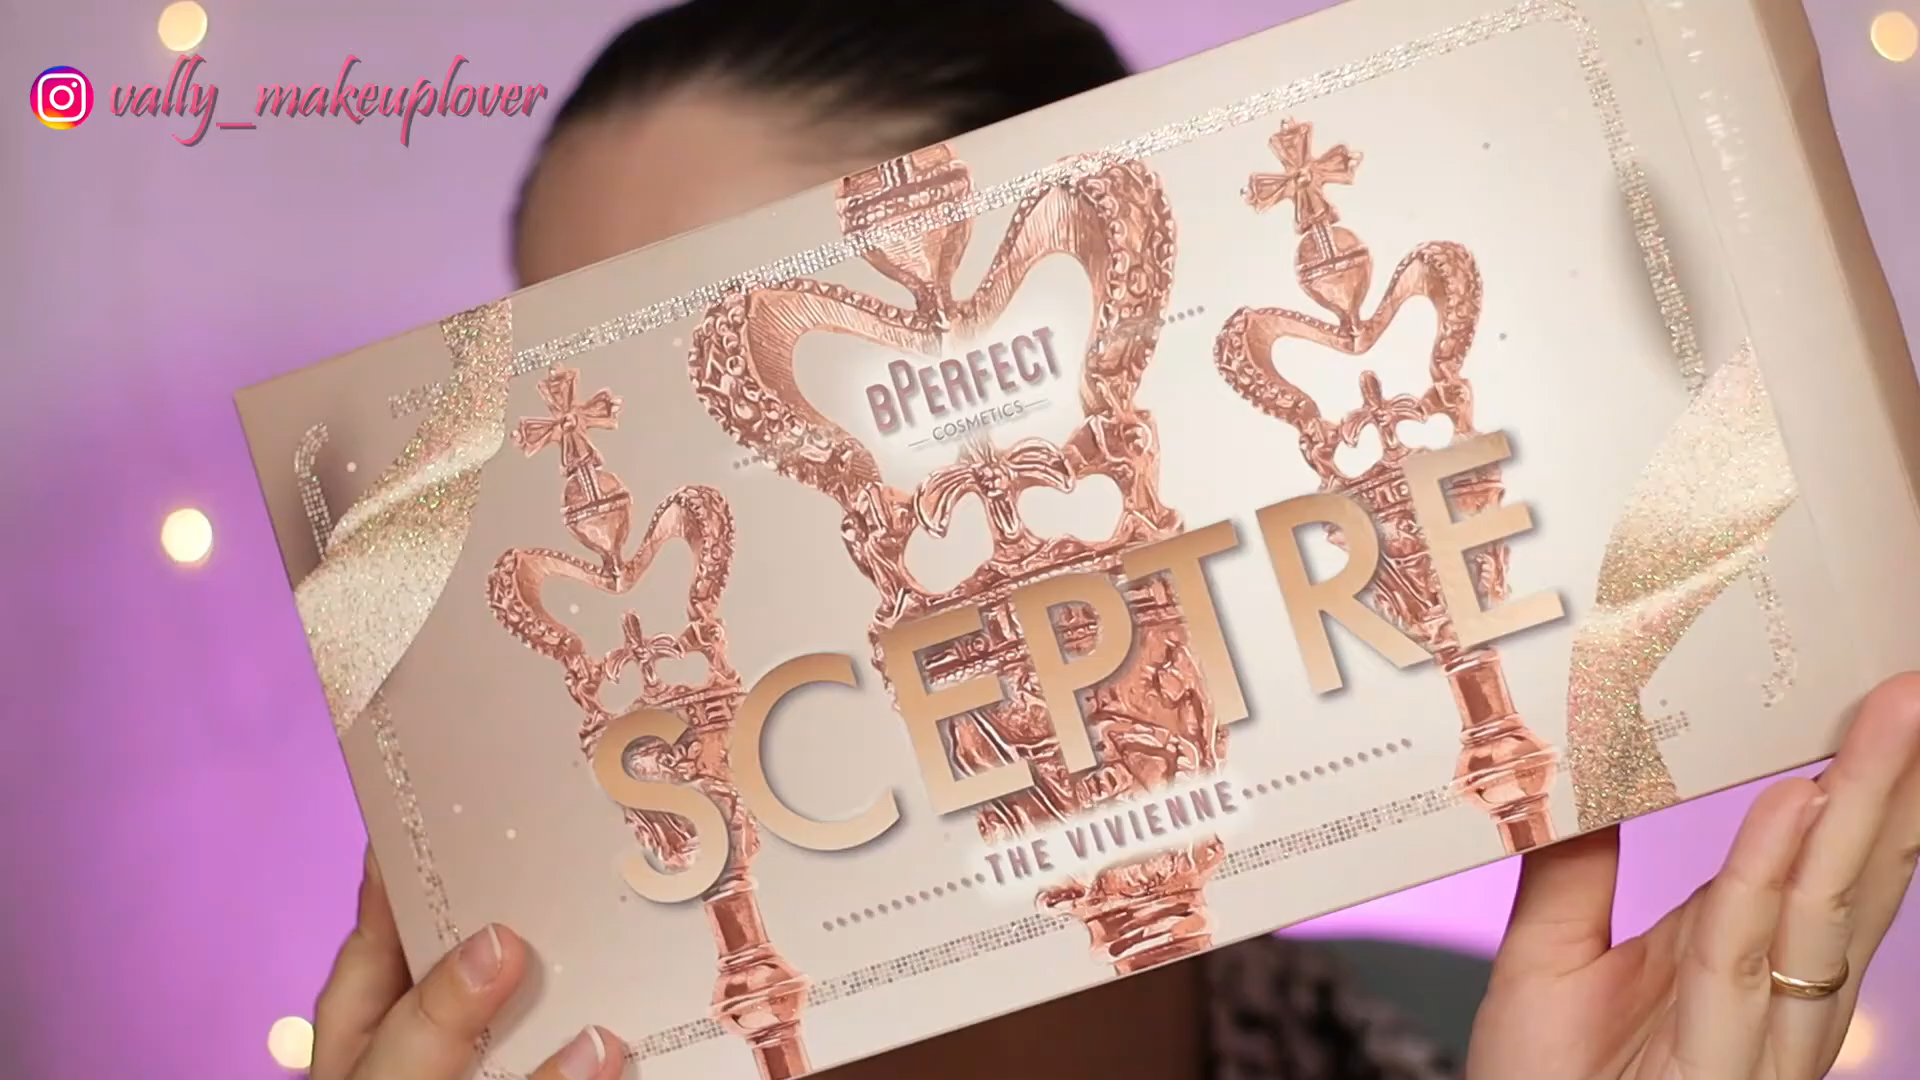 vally_makeuplover
BPERFECT
COSMETICS
SCEPTRE
THE VIVIENNE